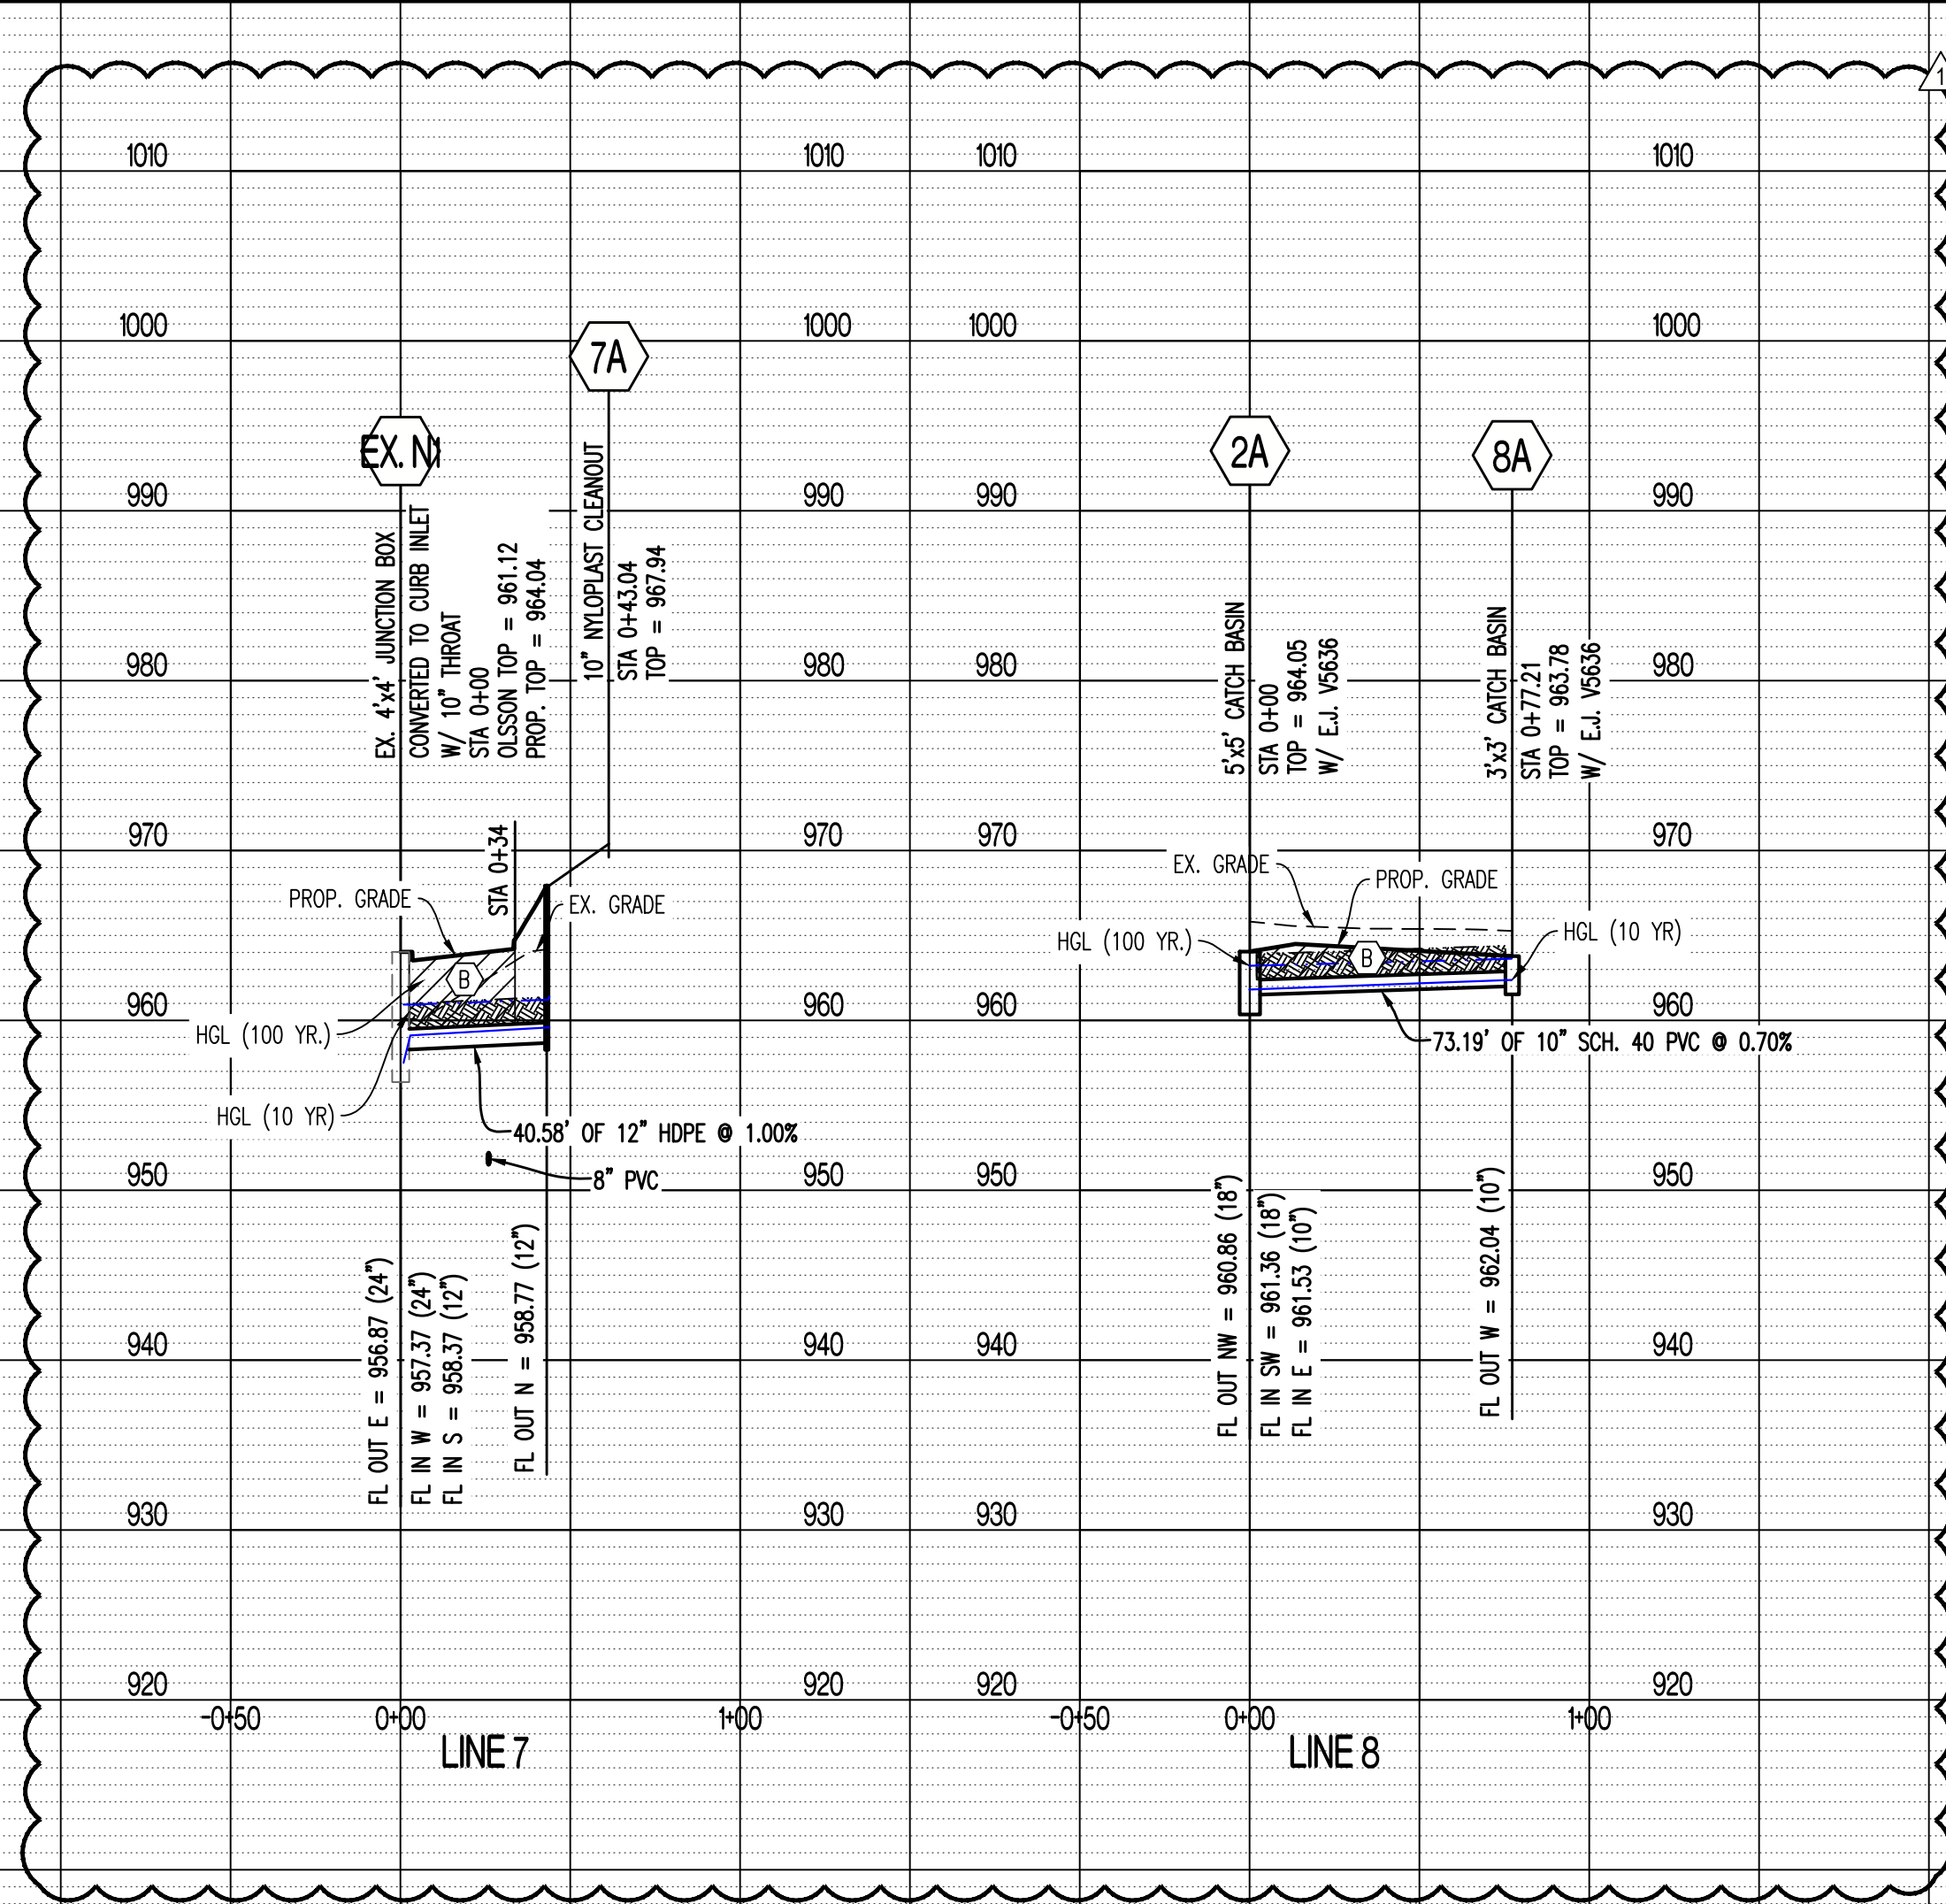 1
1010
1010
1010
1010
1000
1000
1000
1000
990
990
990
990
980
980
980
980
970
970
970
960
960
960
960
950
950
950
940
940
940
930
930
930
930
920
920
920
920
EX. N1
7A
EX. 4'x4' JUNCTION BOX
CONVERTED TO CURB INLET
W/ 10" THROAT
STA 0+00
OLSSON TOP = 961.12
PROP. TOP = 964.04
10" NYLOPLAST CLEANOUT
STA 0+43.04
TOP = 967.94
STA 0+34
PROP. GRADE
EX. GRADE
B
HGL (100 YR.)
HGL (10 YR)
40.58' OF 12" HDPE @ 1.00%
8" PVC
FL OUT E = 956.87 (24")
FL IN W = 957.37 (24")
FL IN S = 958.37 (12")
FL OUT N = 958.77 (12")
-0+50
0+00
1+00
LINE 7
2A
8A
5'x5' CATCH BASIN
STA 0+00
TOP = 964.05
W/ E.J. V5636
3'x3' CATCH BASIN
STA 0+77.21
TOP = 963.78
W/ E.J. V5636
EX. GRADE
PROP. GRADE
HGL (100 YR.)
B
HGL (10 YR)
73.19' OF 10" SCH. 40 PVC @ 0.70%
FL OUT NW = 960.86 (18")
FL IN SW = 961.36 (18")
FL IN E = 961.53 (10")
FL OUT W = 962.04 (10")
970
950
940
-0+50
0+00
1+00
LINE 8